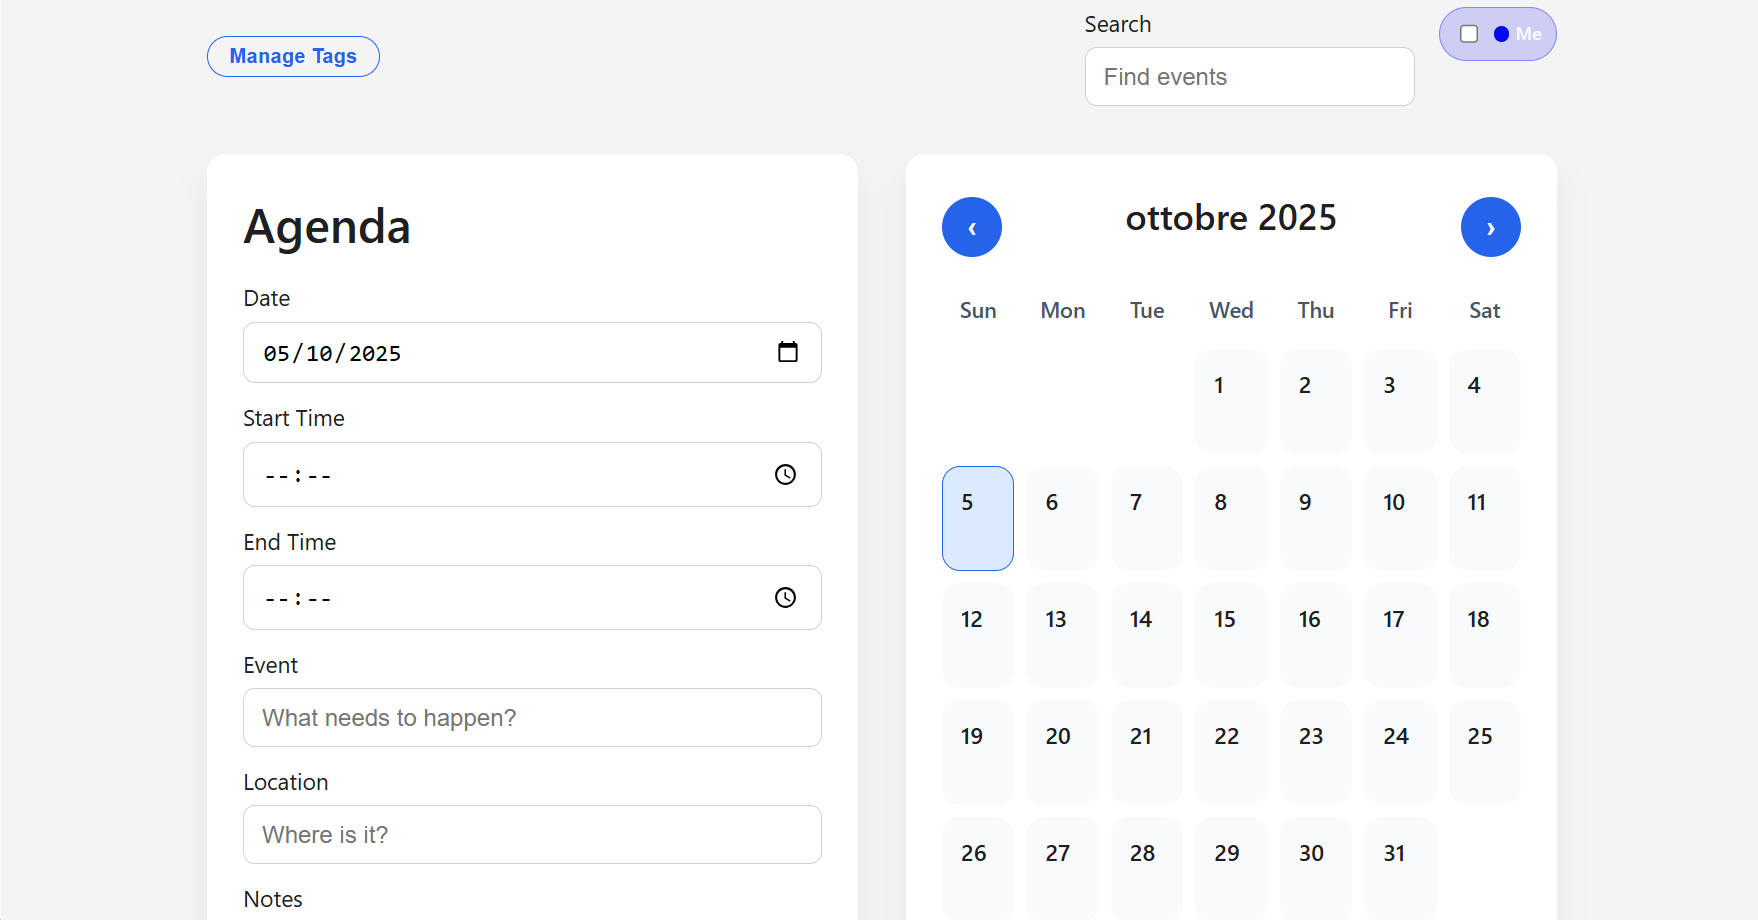 Manage Tags
Search
Find events
Me
Agenda
Date
05/10/2025
Start Time
--:--
End Time
--:--
Event
What needs to happen?
Location
Where is it?
Notes
‹ ottobre 2025 ›
Sun Mon Tue Wed Thu Fri Sat
1 2 3 4
5 6 7 8 9 10 11
12 13 14 15 16 17 18
19 20 21 22 23 24 25
26 27 28 29 30 31